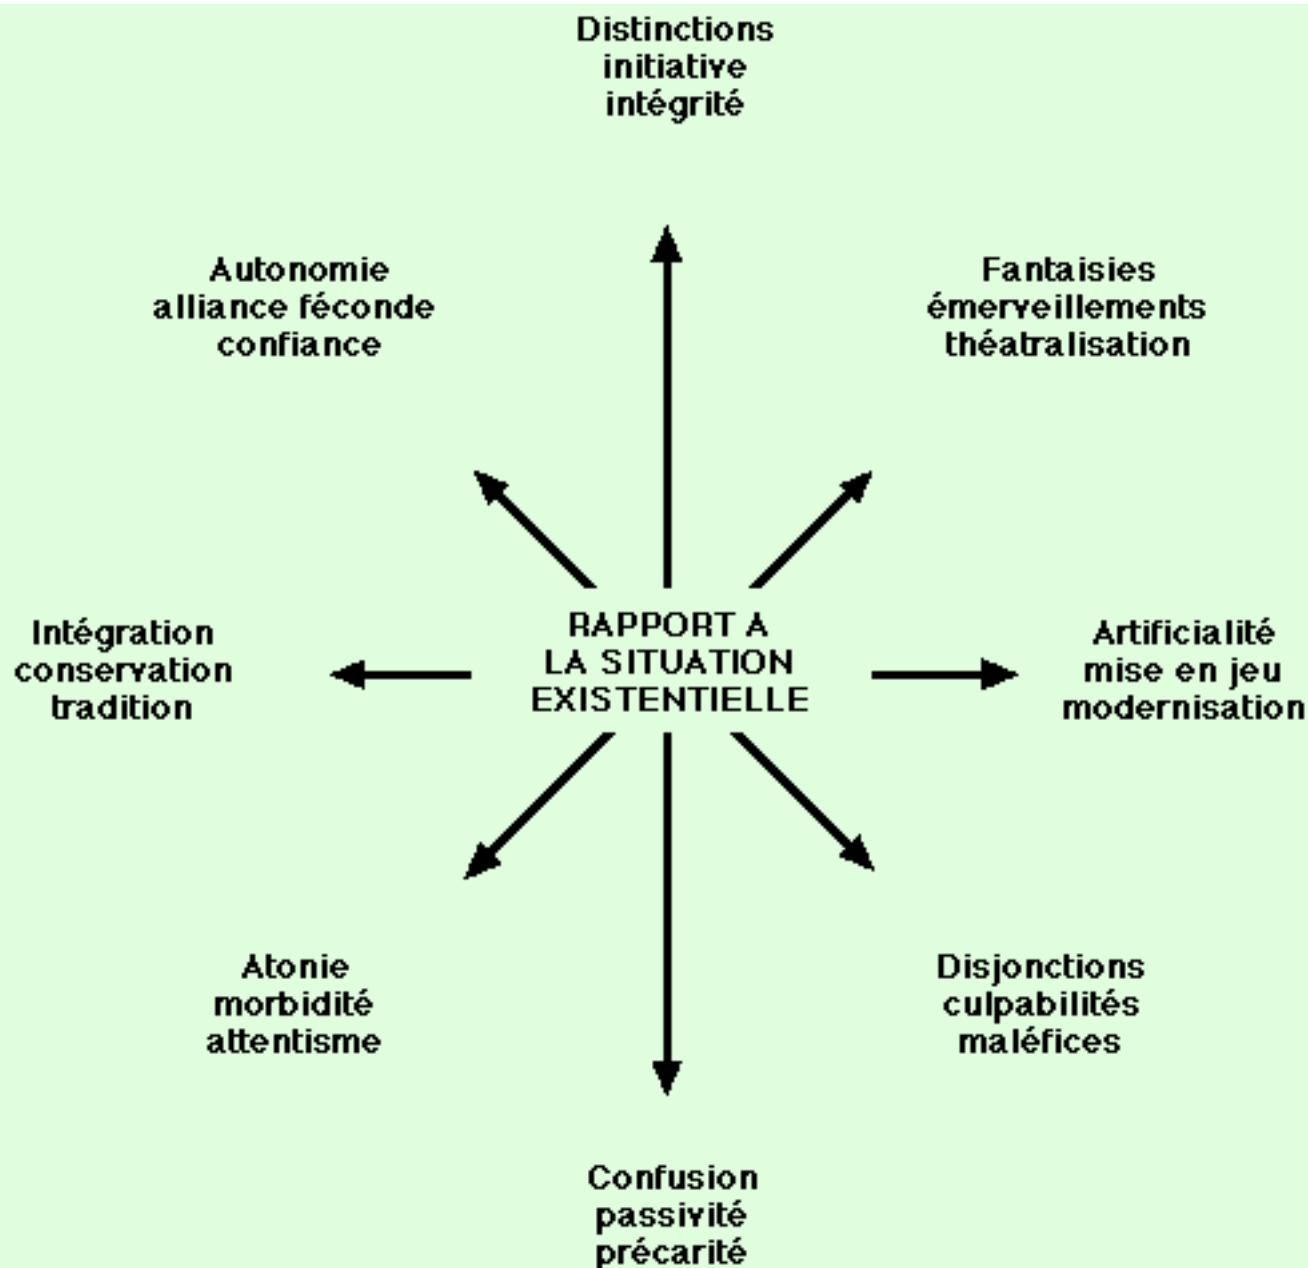 Distinctions
initiative
intégrité
Autonomie
alliance féconde
confiance
Fantaisies
émerveillements
théatralisation
Intégration
conservation
tradition
RAPPORT A
LA SITUATION
EXISTENTIELLE
Artificialité
mise en jeu
modernisation
Atonie
morbidité
attentisme
Disjonctions
culpabilités
maléfices
Confusion
passivité
précarité